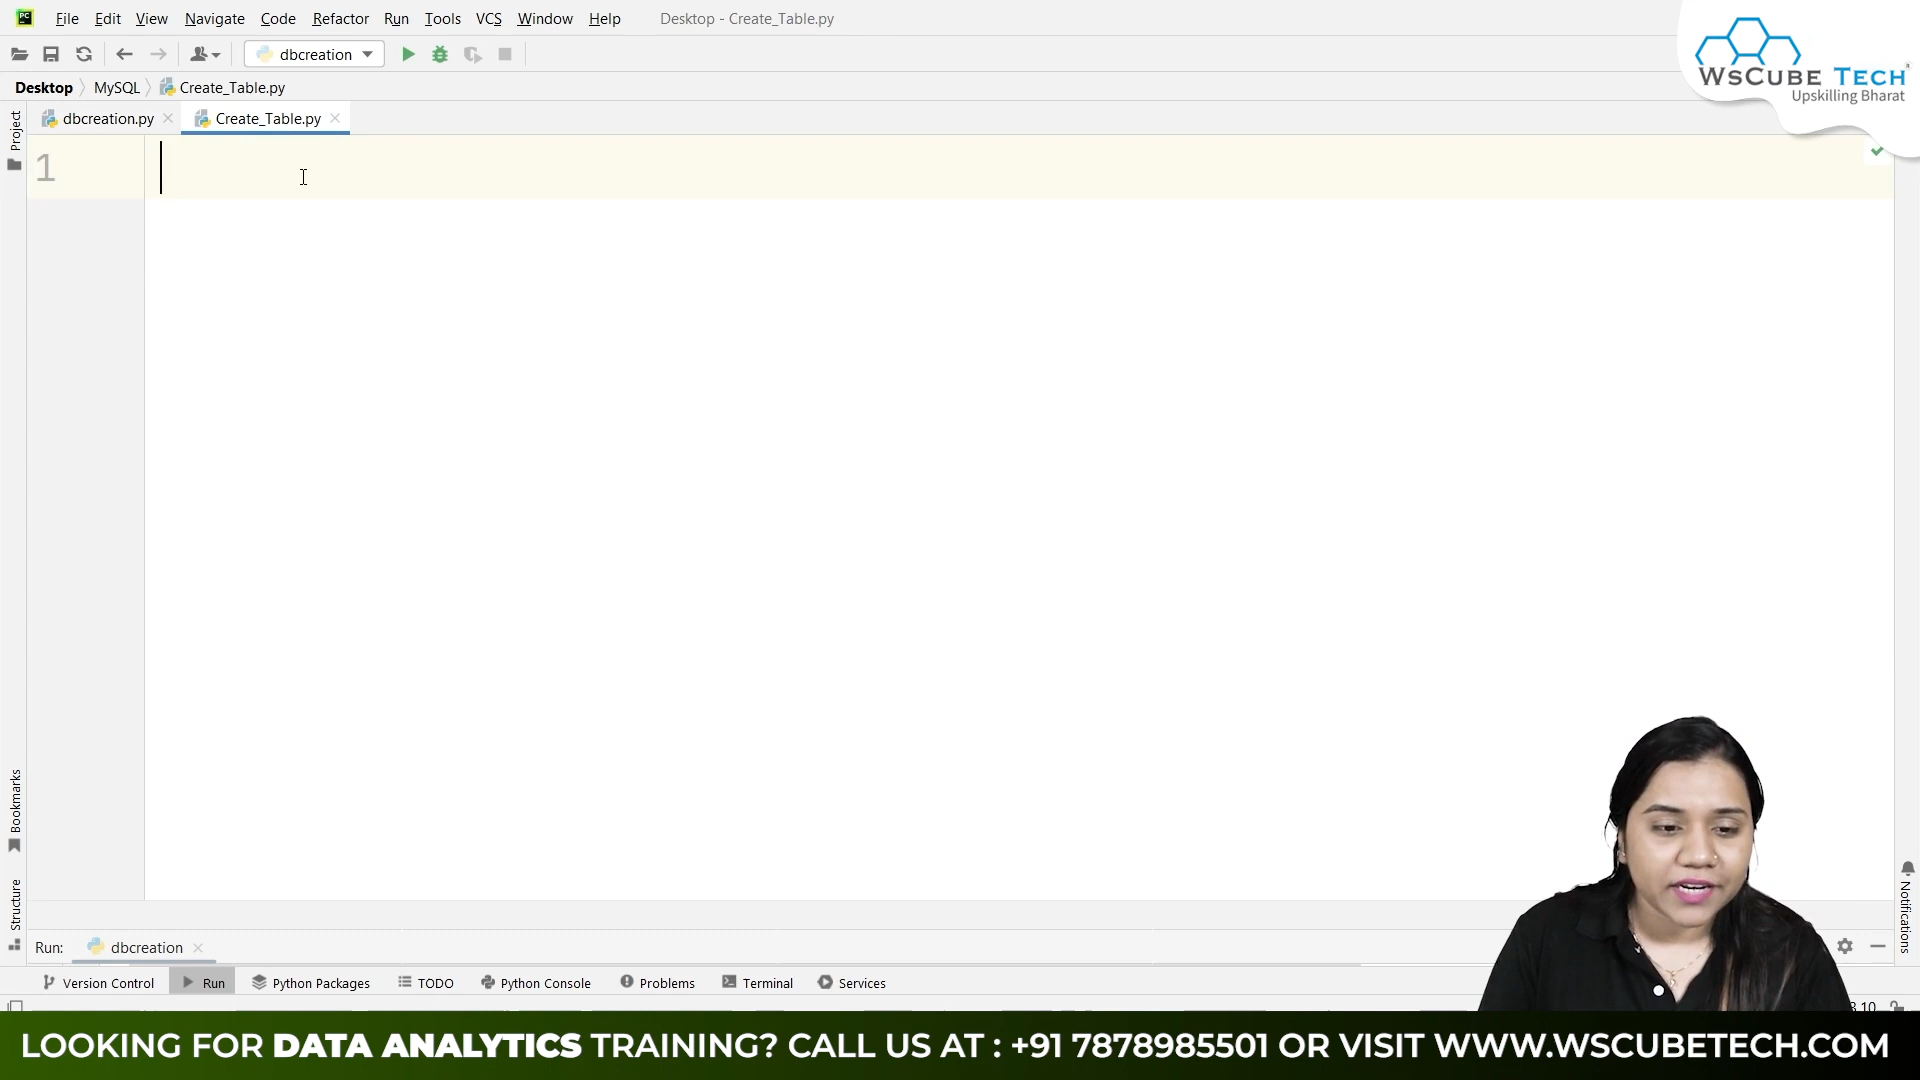 PC
File Edit View Navigate Code Refactor Run Tools VCS Window Help Desktop - Create_Table.py
dbcreation
WsCube Tech
Upskilling Bharat
Desktop MySQL Create_Table.py
dbcreation.py Create_Table.py
Project
1
Bookmarks
Structure
Notifications
Run: dbcreation
Version Control Run Python Packages TODO Python Console Problems Terminal Services
3.10
LOOKING FOR DATA ANALYTICS TRAINING? CALL US AT : +91 7878985501 OR VISIT WWW.WSCUBETECH.COM